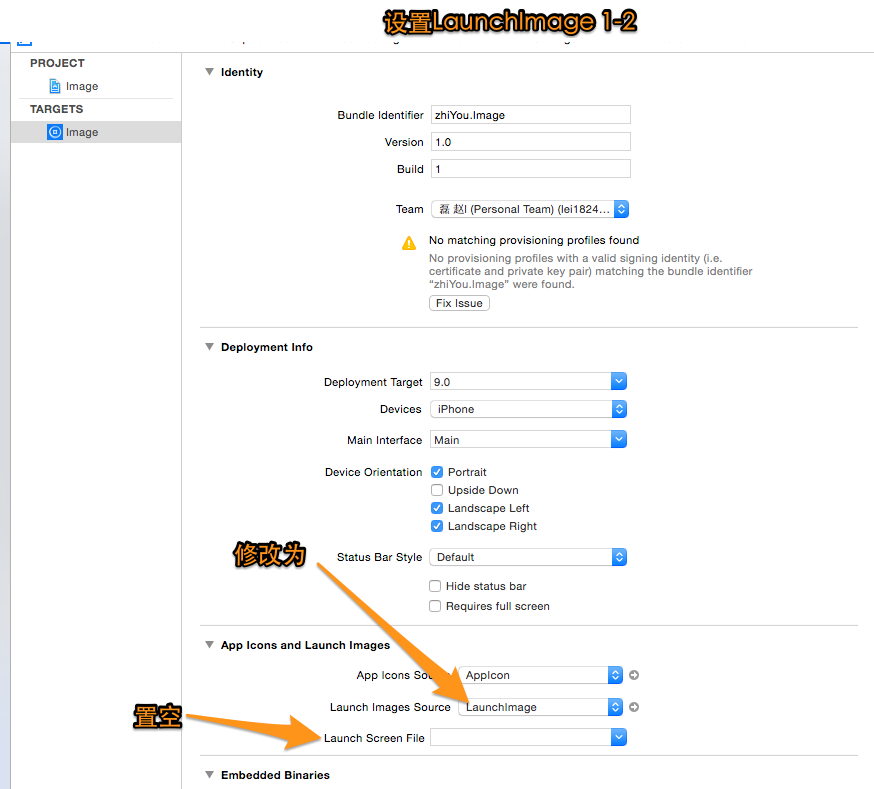 设置LaunchImage 1-2
PROJECT
Image
TARGETS
Image
Identity
Bundle Identifier zhiYou.Image
Version 1.0
Build 1
Team 磊 赵l (Personal Team) (lei1824...
No matching provisioning profiles found
No provisioning profiles with a valid signing identity (i.e.
certificate and private key pair) matching the bundle identifier
“zhiYou.Image” were found.
Fix Issue
Deployment Info
Deployment Target 9.0
Devices iPhone
Main Interface Main
Device Orientation Portrait
Upside Down
Landscape Left
Landscape Right
修改为
Status Bar Style Default
Hide status bar
Requires full screen
App Icons and Launch Images
App Icons AppIcon
Launch Images Source LaunchImage
置空
Launch Screen File
Embedded Binaries